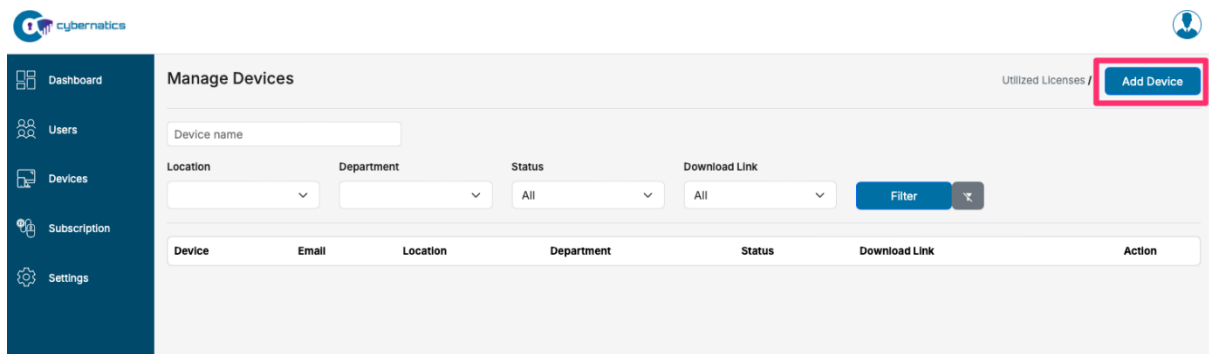 cybernatics
Dashboard
Users
Devices
Subscription
Settings
Manage Devices
Utilized Licenses /
Add Device
Device name
Location Department Status Download Link
All All Filter
Device Email Location Department Status Download Link Action